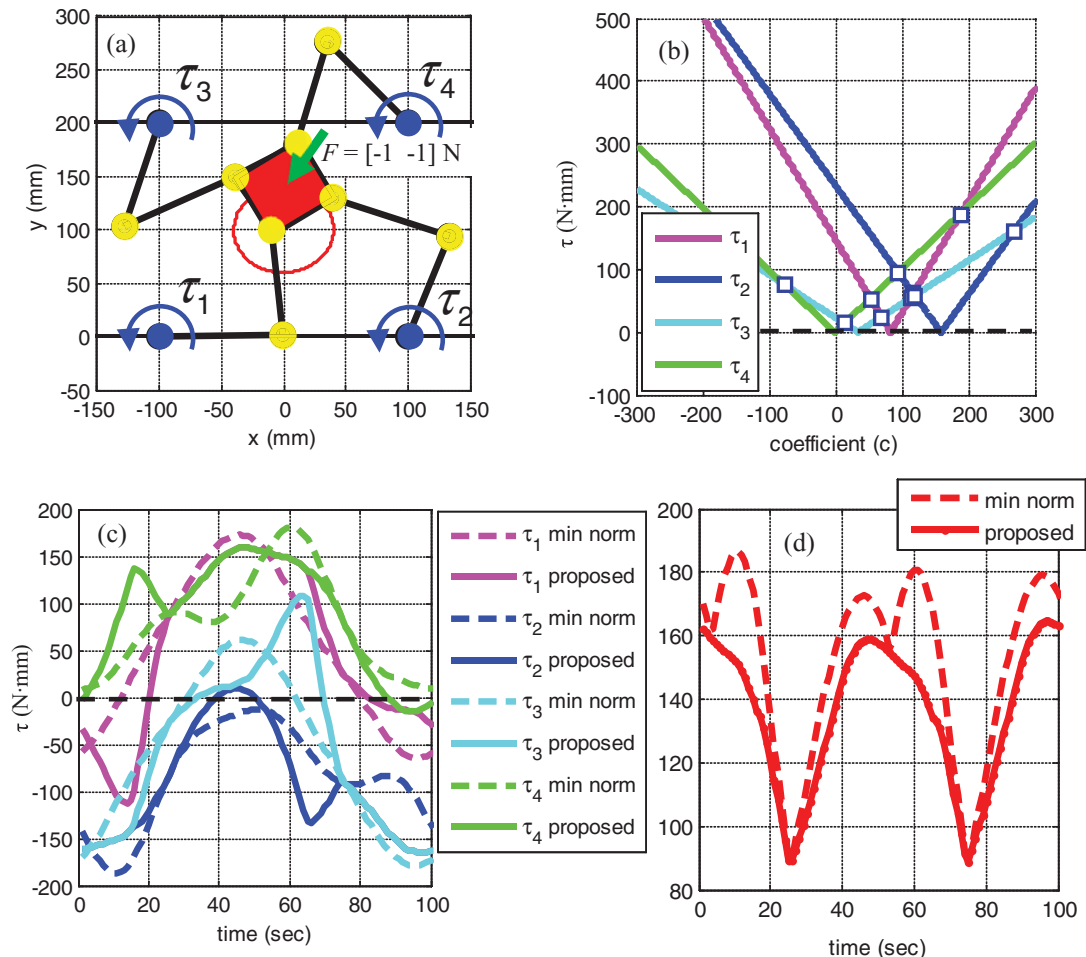 (a)
300
250
200
150
100
50
0
-50
y (mm)
τ3
τ4
F = [-1 -1] N
τ1
τ2
-150 -100 -50 0 50 100 150
x (mm)
(b)
500
400
300
200
100
0
-100
τ (N·mm)
τ1
τ2
τ3
τ4
-300 -200 -100 0 100 200 300
coefficient (c)
(c)
200
150
100
50
0
-50
-100
-150
-200
τ (N·mm)
0 20 40 60 80 100
time (sec)
τ1 min norm
τ1 proposed
τ2 min norm
τ2 proposed
τ3 min norm
τ3 proposed
τ4 min norm
τ4 proposed
min norm
proposed
(d)
200
180
160
140
120
100
80
0 20 40 60 80 100
time (sec)